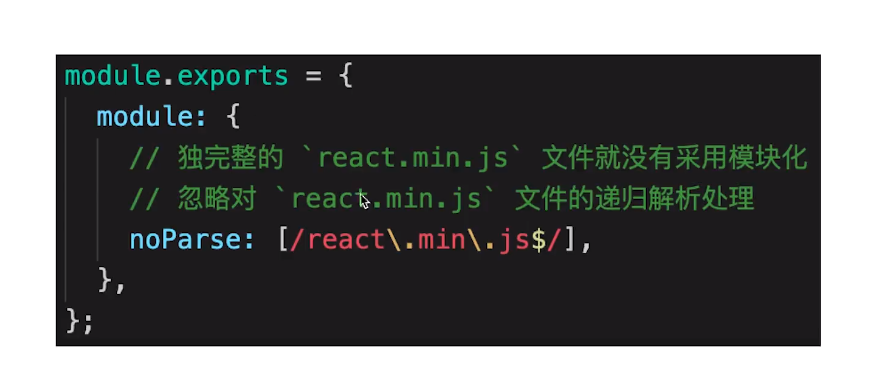 module.exports = {
  module: {
    // 独完整的 `react.min.js` 文件就没有采用模块化
    // 忽略对 `react.min.js` 文件的递归解析处理
    noParse: [/react\.min\.js$/],
  },
};